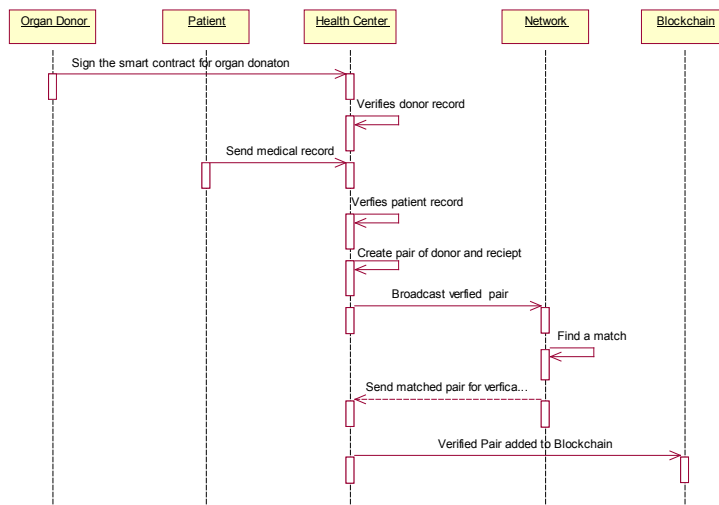 Organ Donor
Patient
Health Center
Network
Blockchain
Sign the smart contract for organ donaton
Verifies donor record
Send medical record
Verfies patient record
Create pair of donor and reciept
Broadcast verfied  pair
Find a match
Send matched pair for verfica...
Verified Pair added to Blockchain